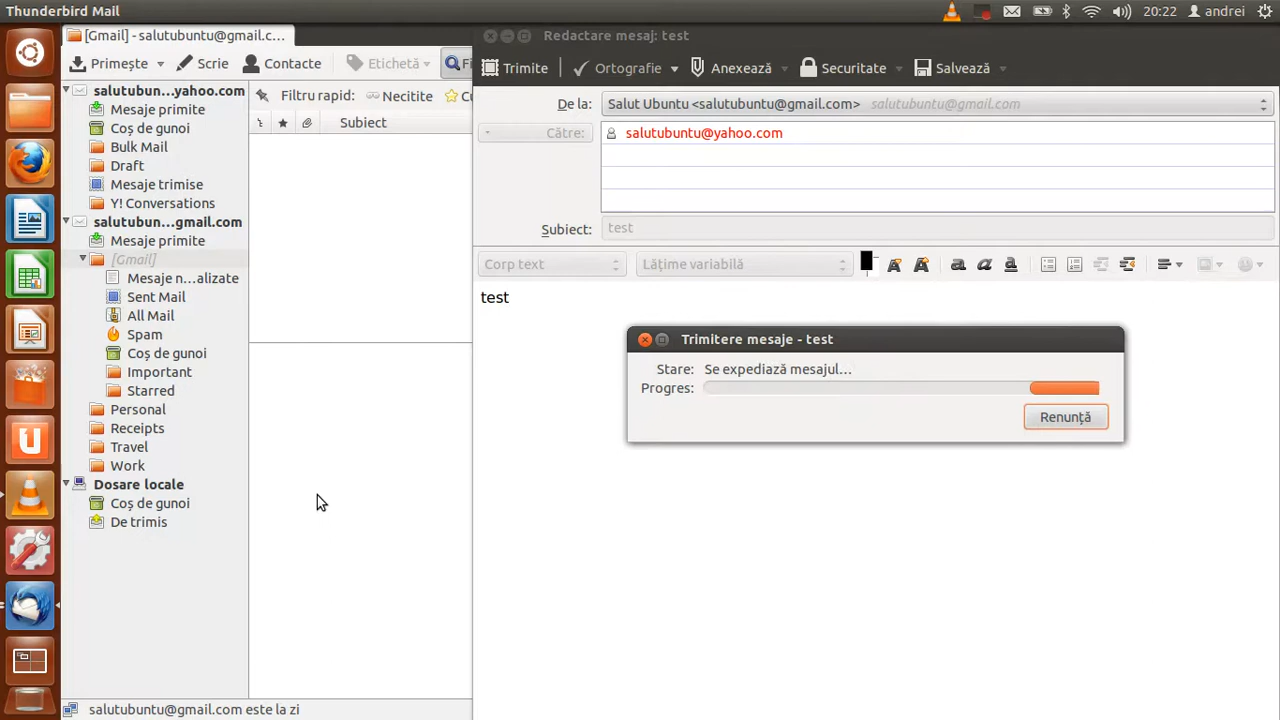 Thunderbird Mail
20:22
andrei
[Gmail] - salutubuntu@gmail.c...
Primește
Scrie
Contacte
Etichetă
Fi
Filtru rapid:
Necitite
Cu
Subiect
salutubun...yahoo.com
Mesaje primite
Coș de gunoi
Bulk Mail
Draft
Mesaje trimise
Y! Conversations
salutubun...gmail.com
Mesaje primite
[Gmail]
Mesaje n...alizate
Sent Mail
All Mail
Spam
Coș de gunoi
Important
Starred
Personal
Receipts
Travel
Work
Dosare locale
Coș de gunoi
De trimis
salutubuntu@gmail.com este la zi
Redactare mesaj: test
Trimite
Ortografie
Anexează
Securitate
Salvează
De la:
Salut Ubuntu <salutubuntu@gmail.com>
salutubuntu@gmail.com
Către:
salutubuntu@yahoo.com
Subiect:
test
Corp text
Lățime variabilă
test
Trimitere mesaje - test
Stare:
Se expediază mesajul...
Progres:
Renunță